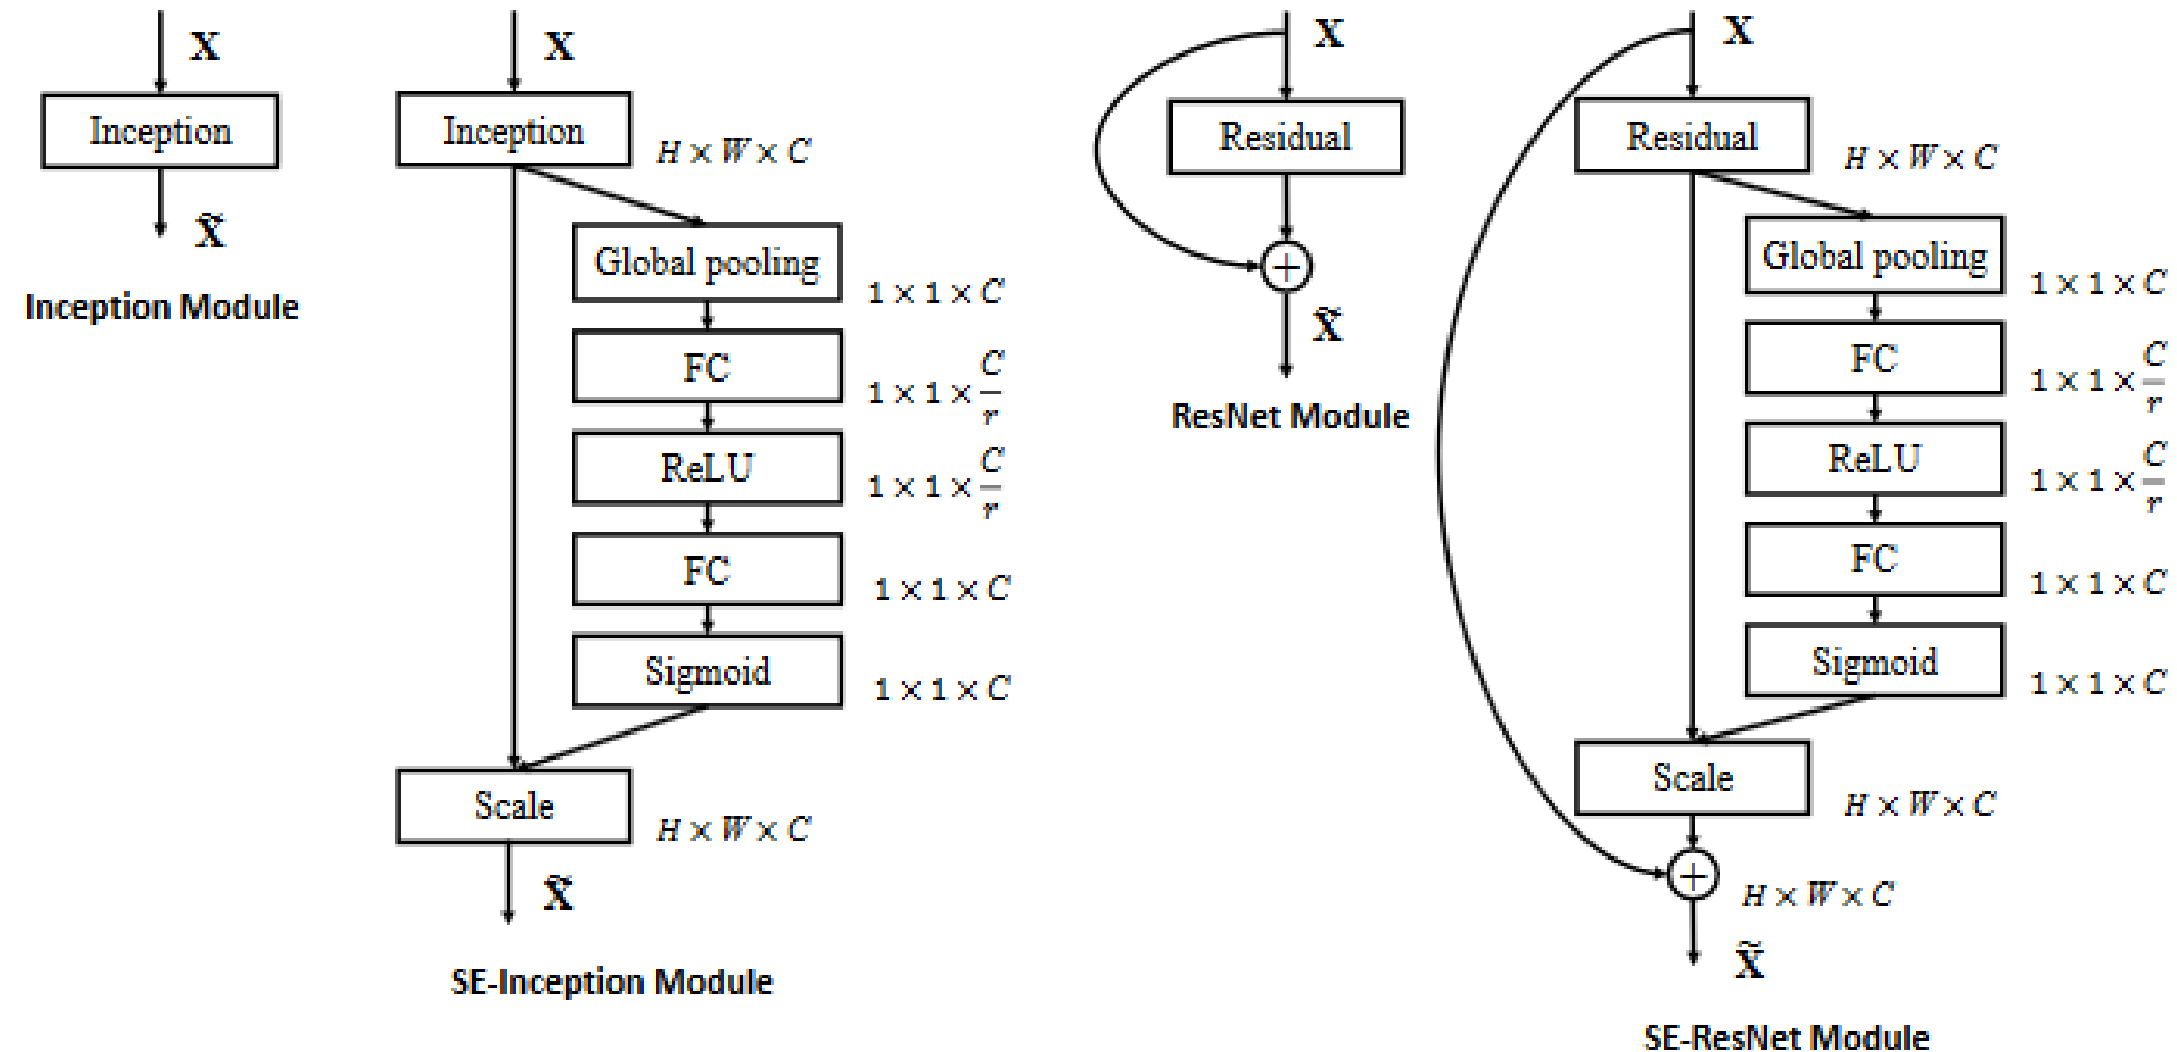 X
Inception
X̃
Inception Module
X
Inception
H × W × C
Global pooling
1 × 1 × C
FC
1 × 1 × C/r
ReLU
1 × 1 × C/r
FC
1 × 1 × C
Sigmoid
1 × 1 × C
Scale
H × W × C
X̃
SE-Inception Module
X
Residual
+
X̃
ResNet Module
X
Residual
H × W × C
Global pooling
1 × 1 × C
FC
1 × 1 × C/r
ReLU
1 × 1 × C/r
FC
1 × 1 × C
Sigmoid
1 × 1 × C
Scale
H × W × C
+
H × W × C
X̃
SE-ResNet Module